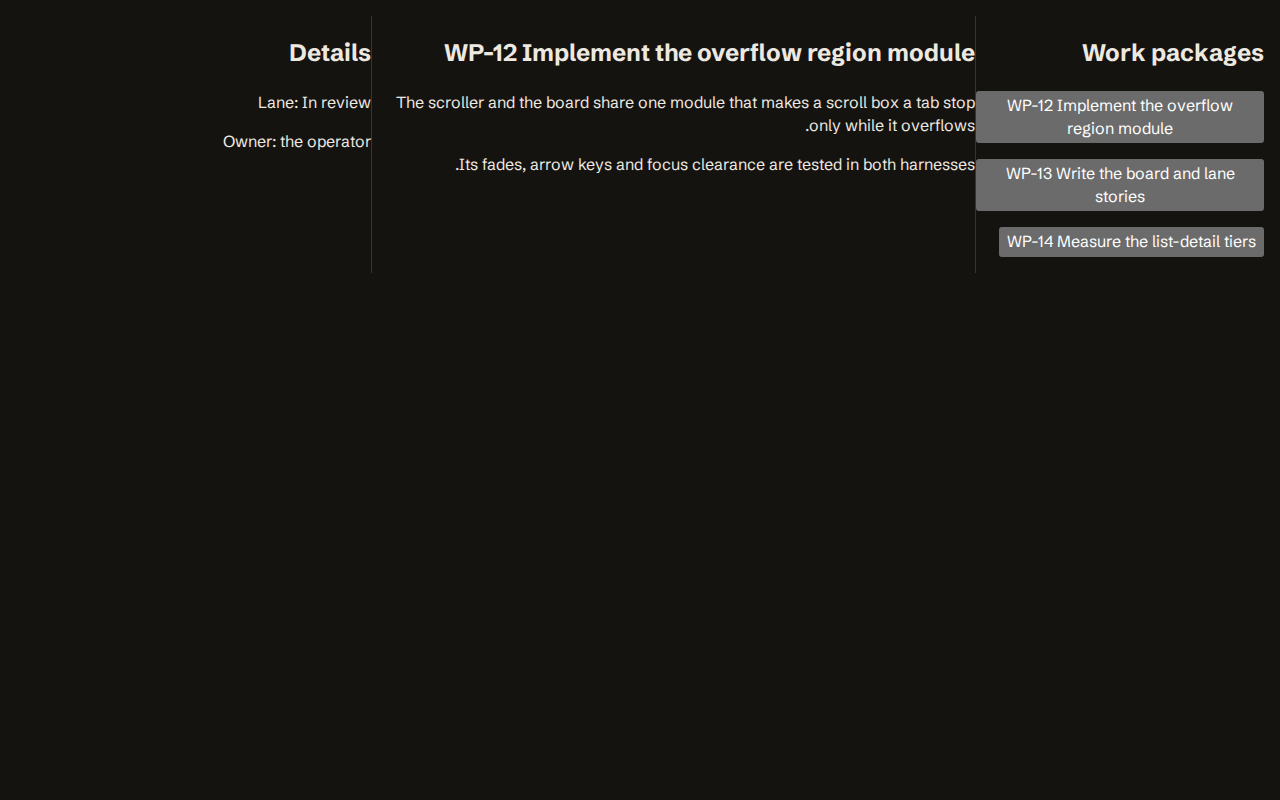 Work packages
WP-12 Implement the overflow
region module
WP-13 Write the board and lane
stories
WP-14 Measure the list-detail tiers
WP-12 Implement the overflow region module
The scroller and the board share one module that makes a scroll box a tab stop
.only while it overflows
.Its fades, arrow keys and focus clearance are tested in both harnesses
Details
Lane: In review
Owner: the operator